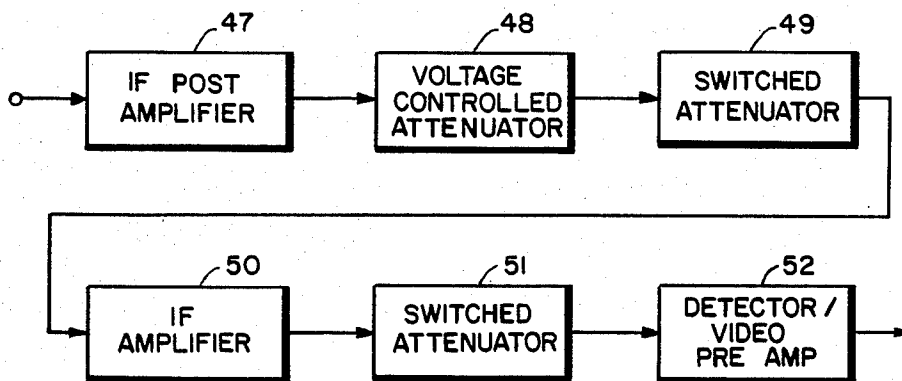 47
IF POST
AMPLIFIER
48
VOLTAGE
CONTROLLED
ATTENUATOR
49
SWITCHED
ATTENUATOR
50
IF
AMPLIFIER
51
SWITCHED
ATTENUATOR
52
DETECTOR /
VIDEO
PRE AMP